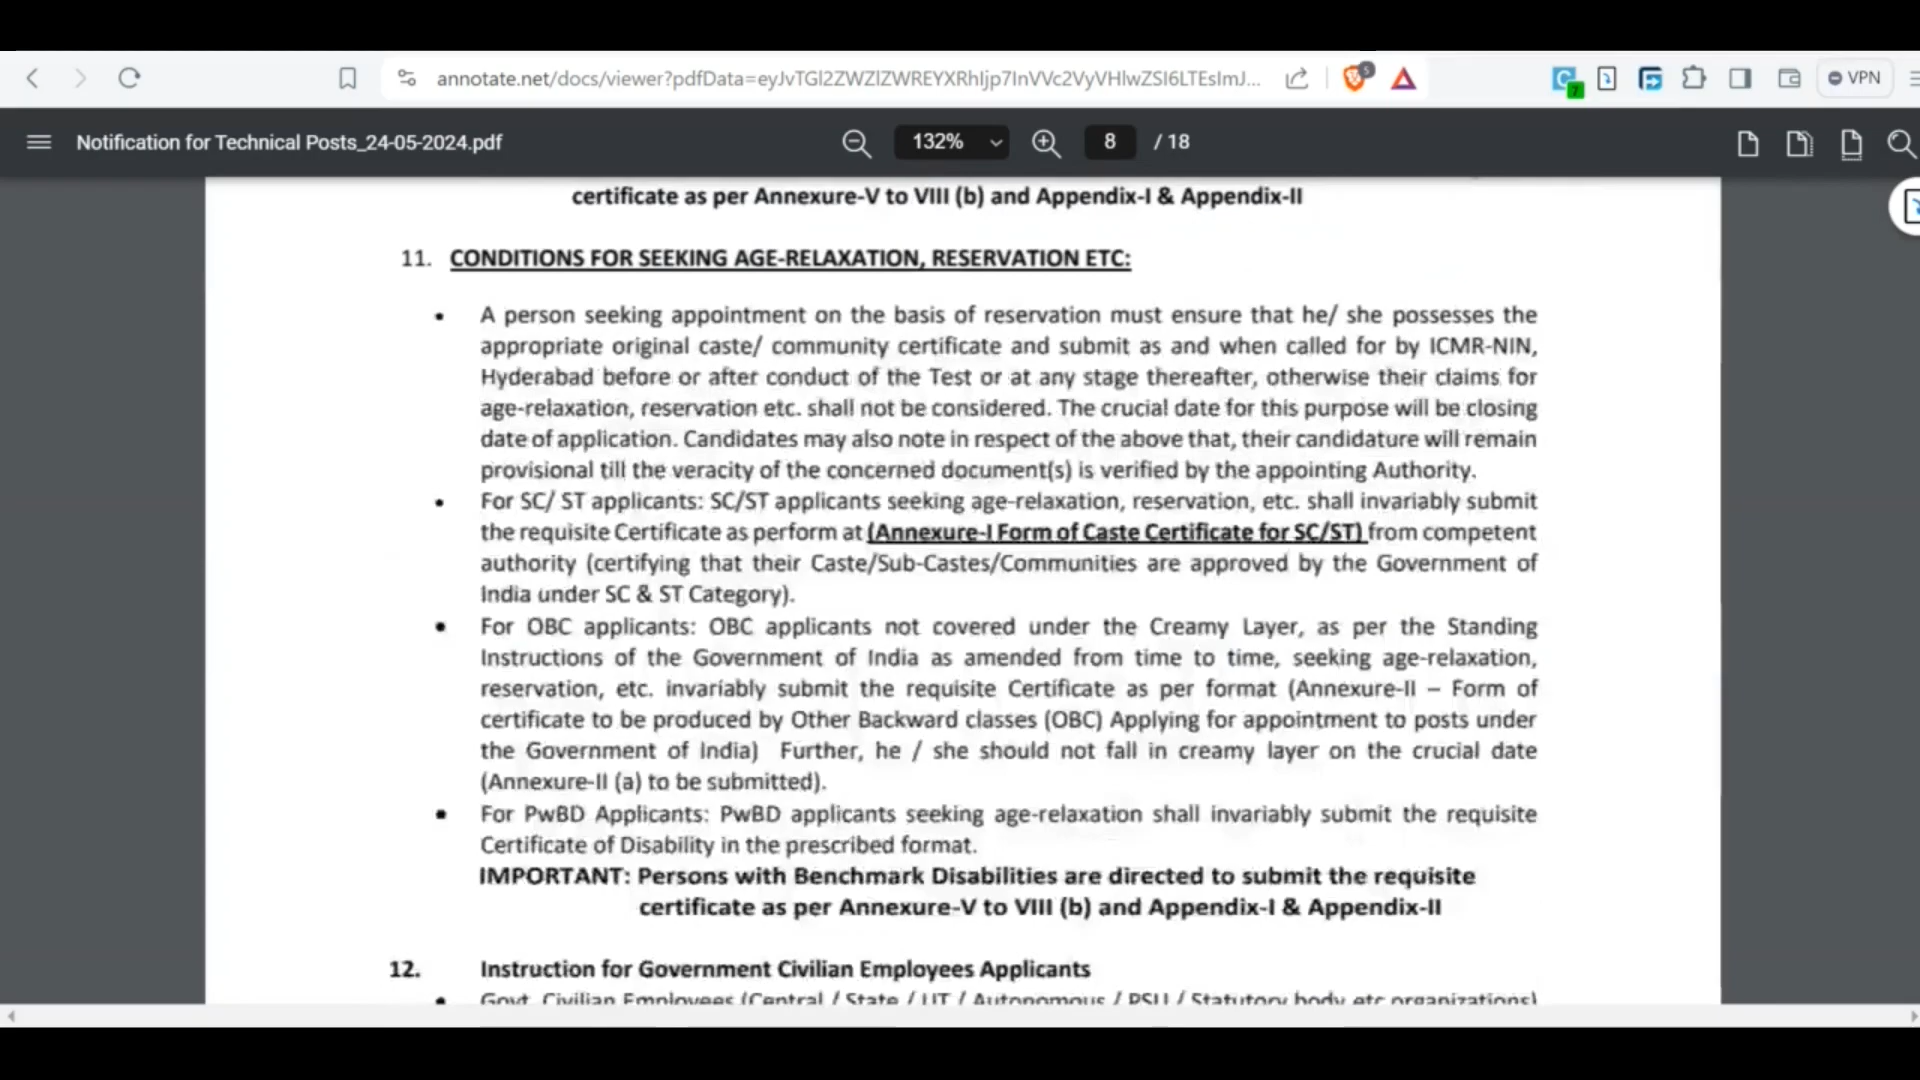 annotate.net/docs/viewer?pdfData=eyJvTGl2ZWZlZWREYXRhIjp7InVVc2VyVHlwZSI6LTEsImJ...
5
7
VPN
Notification for Technical Posts_24-05-2024.pdf
132%
8 / 18
certificate as per Annexure-V to VIII (b) and Appendix-I & Appendix-II
11. CONDITIONS FOR SEEKING AGE-RELAXATION, RESERVATION ETC:
• A person seeking appointment on the basis of reservation must ensure that he/ she possesses the
appropriate original caste/ community certificate and submit as and when called for by ICMR-NIN,
Hyderabad before or after conduct of the Test or at any stage thereafter, otherwise their claims for
age-relaxation, reservation etc. shall not be considered. The crucial date for this purpose will be closing
date of application. Candidates may also note in respect of the above that, their candidature will remain
provisional till the veracity of the concerned document(s) is verified by the appointing Authority.
• For SC/ ST applicants: SC/ST applicants seeking age-relaxation, reservation, etc. shall invariably submit
the requisite Certificate as perform at (Annexure-I Form of Caste Certificate for SC/ST) from competent
authority (certifying that their Caste/Sub-Castes/Communities are approved by the Government of
India under SC & ST Category).
• For OBC applicants: OBC applicants not covered under the Creamy Layer, as per the Standing
Instructions of the Government of India as amended from time to time, seeking age-relaxation,
reservation, etc. invariably submit the requisite Certificate as per format (Annexure-II – Form of
certificate to be produced by Other Backward classes (OBC) Applying for appointment to posts under
the Government of India) Further, he / she should not fall in creamy layer on the crucial date
(Annexure-II (a) to be submitted).
• For PwBD Applicants: PwBD applicants seeking age-relaxation shall invariably submit the requisite
Certificate of Disability in the prescribed format.
IMPORTANT: Persons with Benchmark Disabilities are directed to submit the requisite
certificate as per Annexure-V to VIII (b) and Appendix-I & Appendix-II
12. Instruction for Government Civilian Employees Applicants
• Govt. Civilian Employees (Central / State / UT / Autonomous / PSU / Statutory body etc organizations)